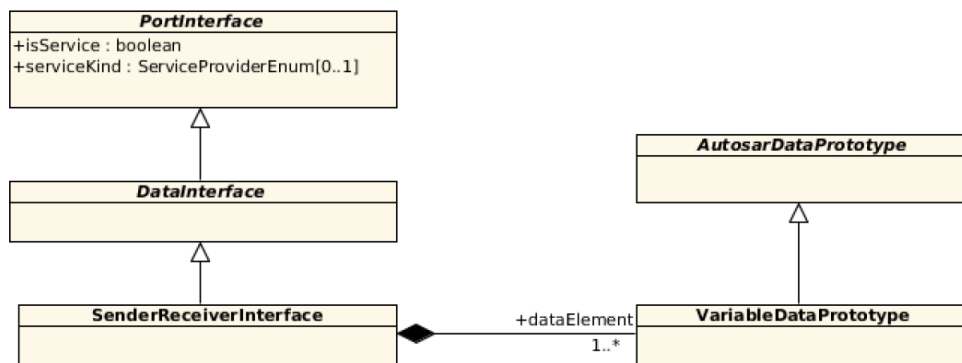 PortInterface
+isService : boolean
+serviceKind : ServiceProviderEnum[0..1]
AutosarDataPrototype
DataInterface
SenderReceiverInterface
+dataElement
1..*
VariableDataPrototype